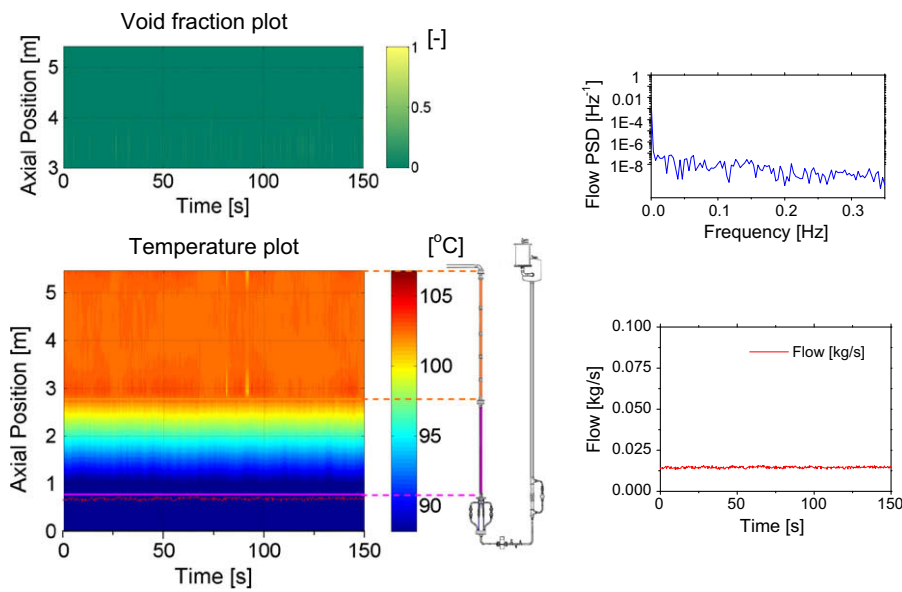 Void fraction plot
[-]
Axial Position [m]
5
4
3
0
50
100
150
Time [s]
1
0.5
0
Flow PSD [Hz-1]
1
0.01
1E-4
1E-6
1E-8
0.0
0.1
0.2
0.3
Frequency [Hz]
Temperature plot
[oC]
Axial Position [m]
5
4
3
2
1
0
0
50
100
150
Time [s]
105
100
95
90
Flow [kg/s]
0.100
0.075
0.050
0.025
0.000
Flow [kg/s]
0
50
100
150
Time [s]